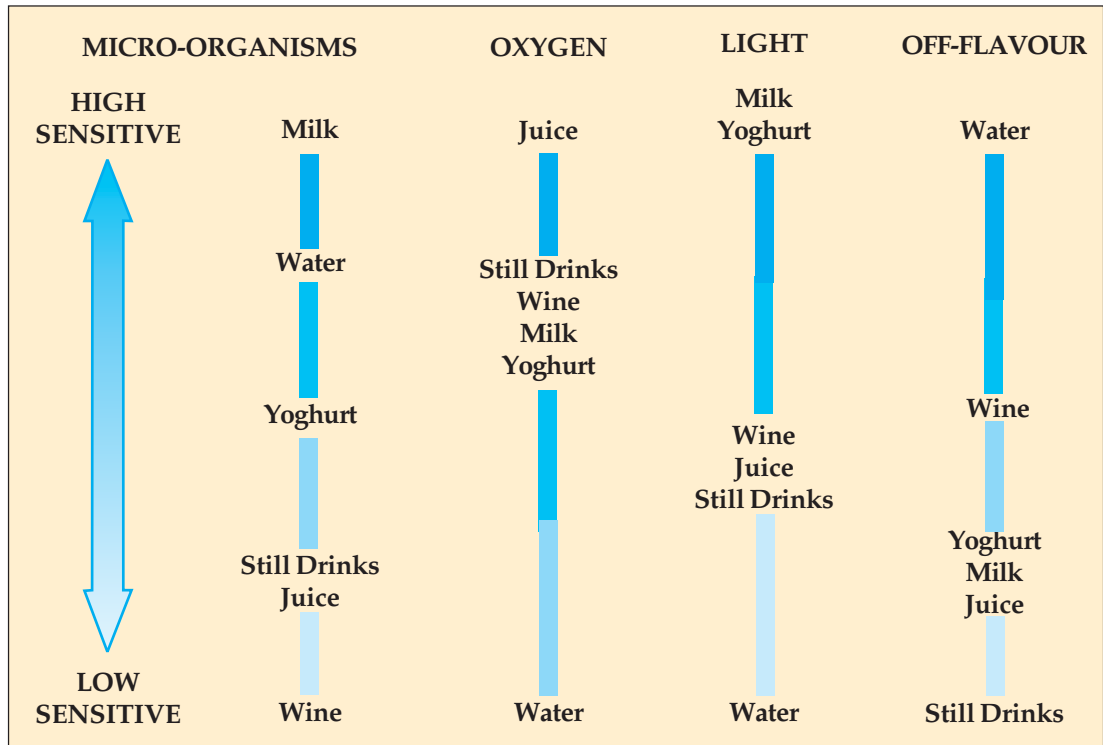 MICRO-ORGANISMS
OXYGEN
LIGHT
OFF-FLAVOUR
HIGH
SENSITIVE
LOW
SENSITIVE
Milk
Water
Yoghurt
Still Drinks
Juice
Wine
Juice
Still Drinks
Wine
Milk
Yoghurt
Water
Milk
Yoghurt
Wine
Juice
Still Drinks
Water
Water
Wine
Yoghurt
Milk
Juice
Still Drinks